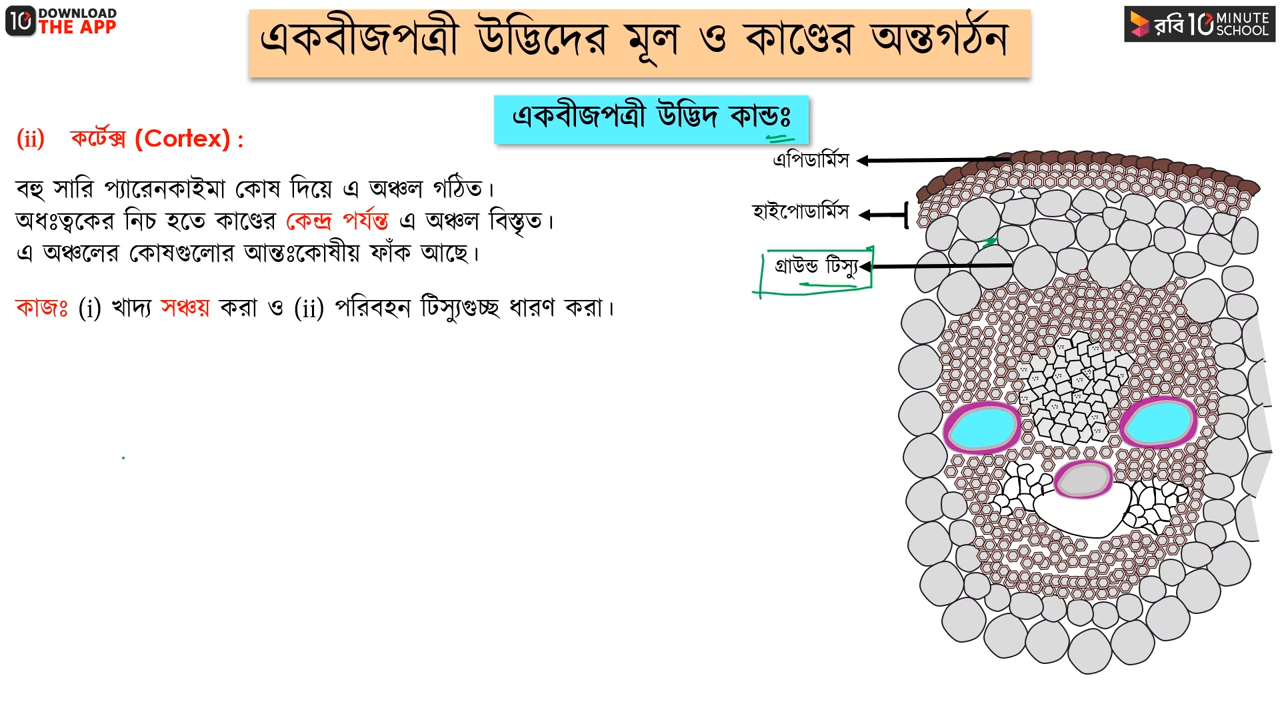 DOWNLOAD
THE APP
একবীজপত্রী উদ্ভিদের মূল ও কাণ্ডের অন্তগর্ঠন
রবি 10 MINUTE SCHOOL
একবীজপত্রী উদ্ভিদ কান্ডঃ
(ii) কর্টেক্স (Cortex) :
বহু সারি প্যারেনকাইমা কোষ দিয়ে এ অঞ্চল গঠিত।
অধঃত্বকের নিচ হতে কাণ্ডের কেন্দ্র পর্যন্ত এ অঞ্চল বিস্তৃত।
এ অঞ্চলের কোষগুলোর আন্তঃকোষীয় ফাঁক আছে।
কাজঃ (i) খাদ্য সঞ্চয় করা ও (ii) পরিবহন টিস্যুগুচ্ছ ধারণ করা।
এপিডার্মিস
হাইপোডার্মিস
গ্রাউন্ড টিস্যু